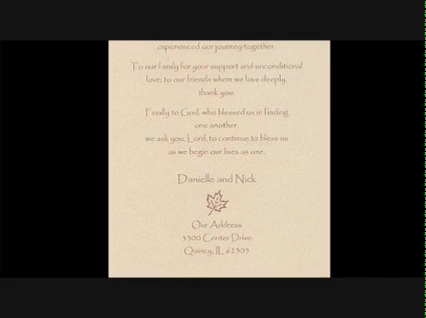 experienced our journey together.
To our family for your support and unconditional
love; to our friends whom we love deeply,
thank you.
Finally to God, who blessed us in finding
one another,
we ask you, Lord, to continue to bless us
as we begin our lives as one.
Danielle and Nick
Our Address
3300 Center Drive
Quincy, IL 62305